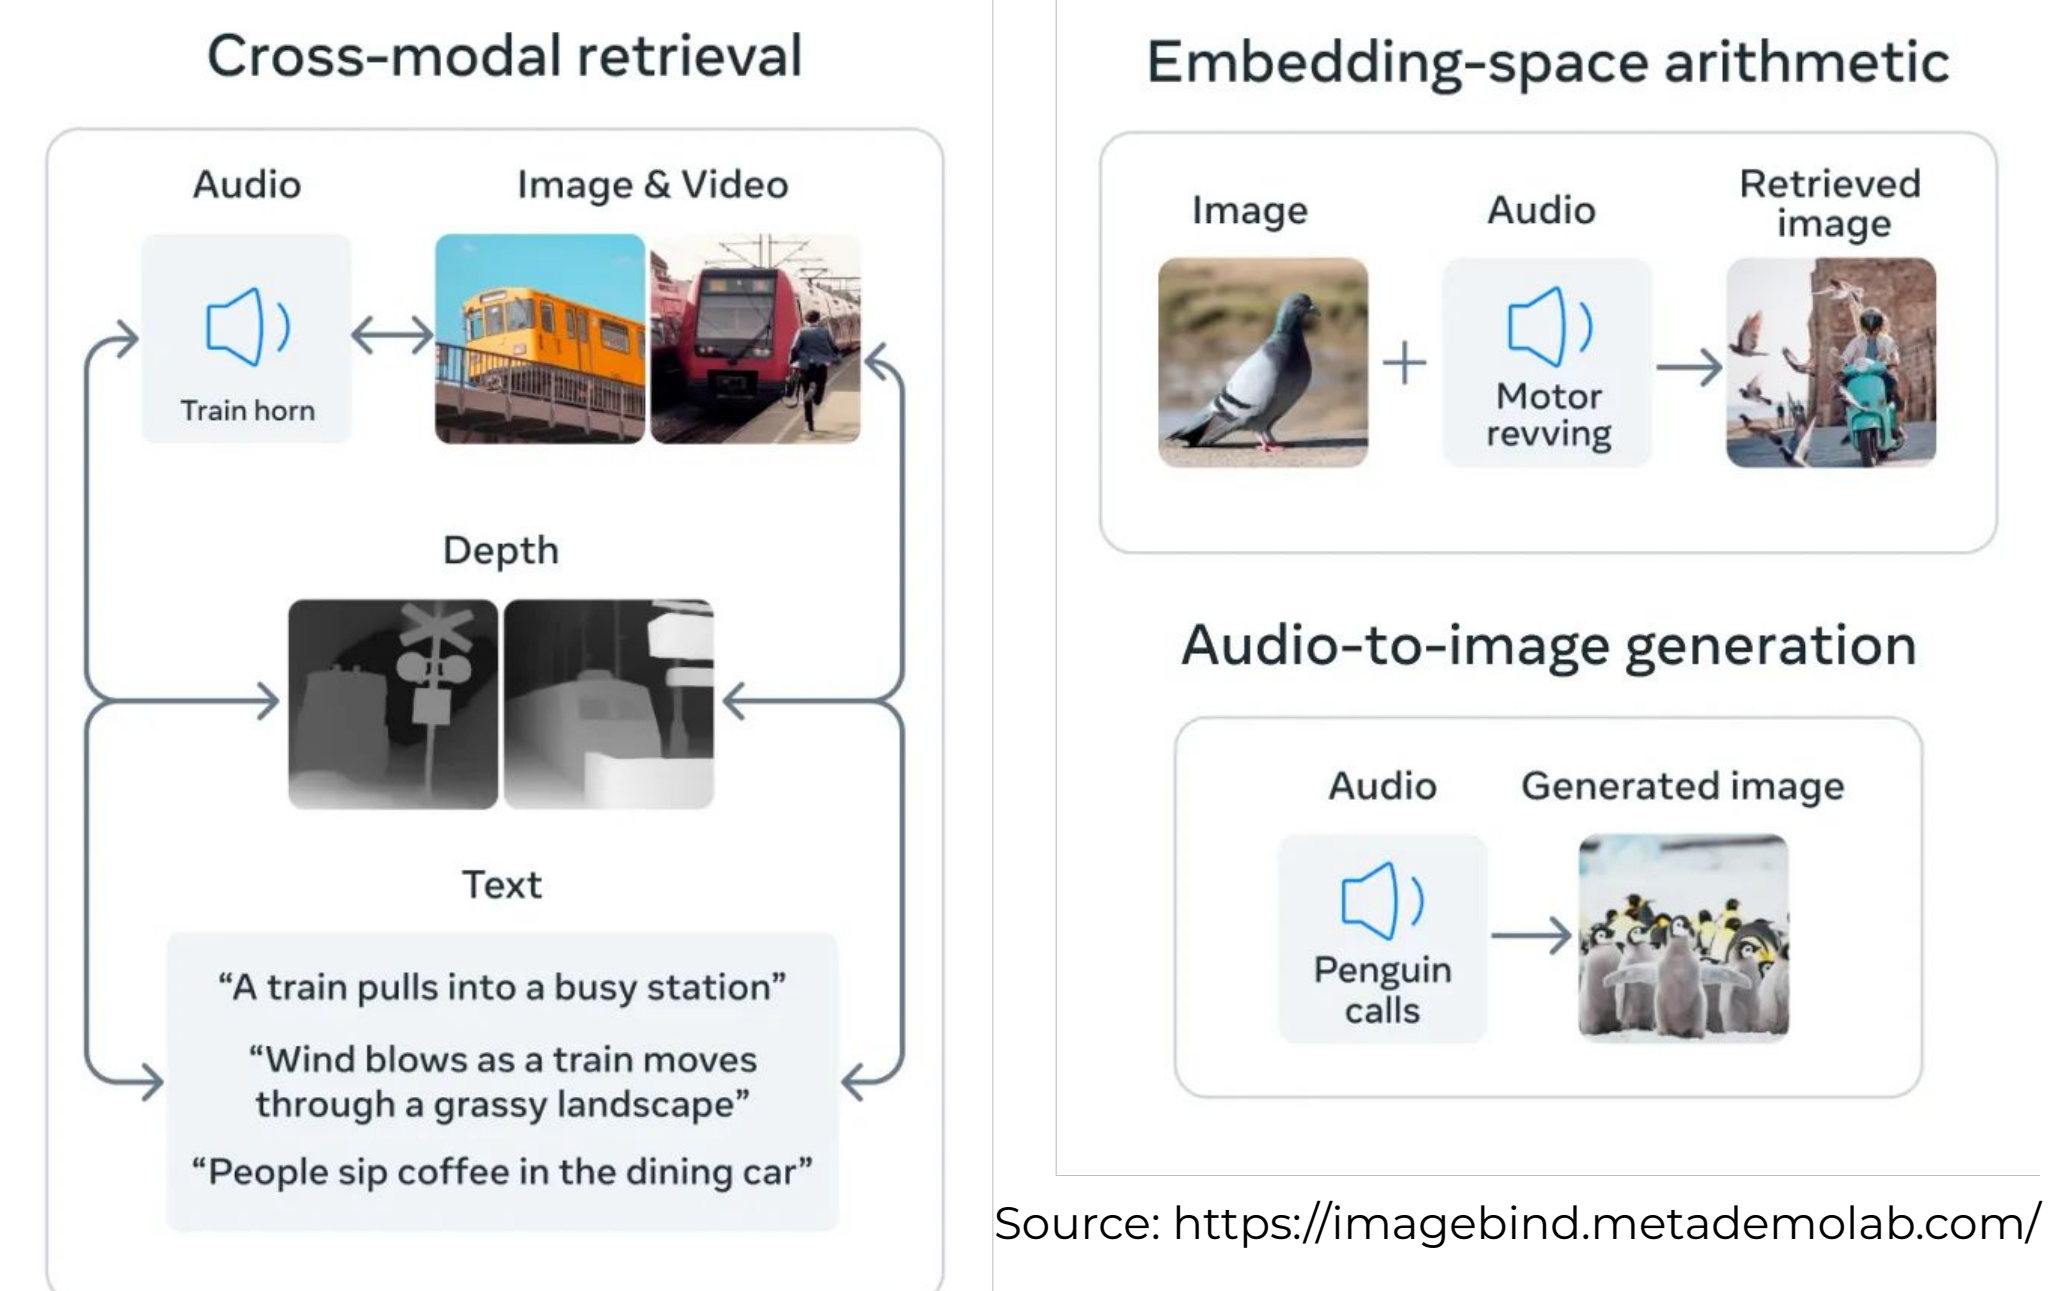 Cross-modal retrieval
Audio
Image & Video
Train horn
Depth
Text
“A train pulls into a busy station”
“Wind blows as a train moves
through a grassy landscape”
“People sip coffee in the dining car”
Embedding-space arithmetic
Image
Audio
Retrieved
image
+
Motor
revving
Audio-to-image generation
Audio
Generated image
Penguin
calls
Source: https://imagebind.metademolab.com/